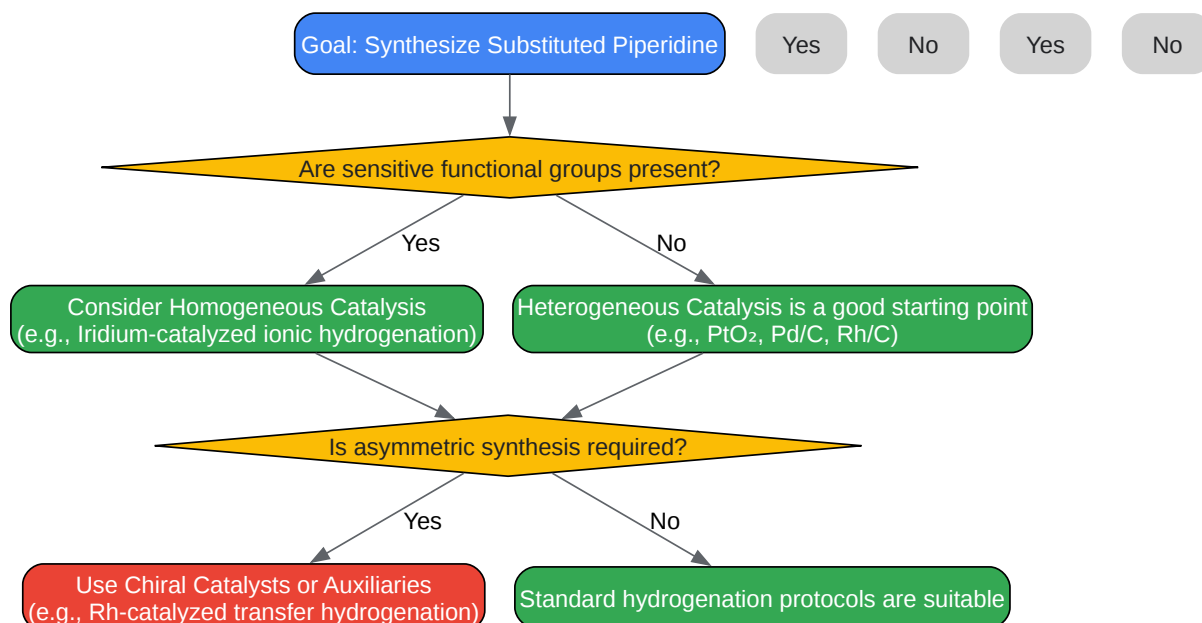 Goal: Synthesize Substituted Piperidine
Yes
No
Yes
No
Are sensitive functional groups present?
Yes
No
Consider Homogeneous Catalysis
(e.g., Iridium-catalyzed ionic hydrogenation)
Heterogeneous Catalysis is a good starting point
(e.g., PtO₂, Pd/C, Rh/C)
Is asymmetric synthesis required?
Yes
No
Use Chiral Catalysts or Auxiliaries
(e.g., Rh-catalyzed transfer hydrogenation)
Standard hydrogenation protocols are suitable